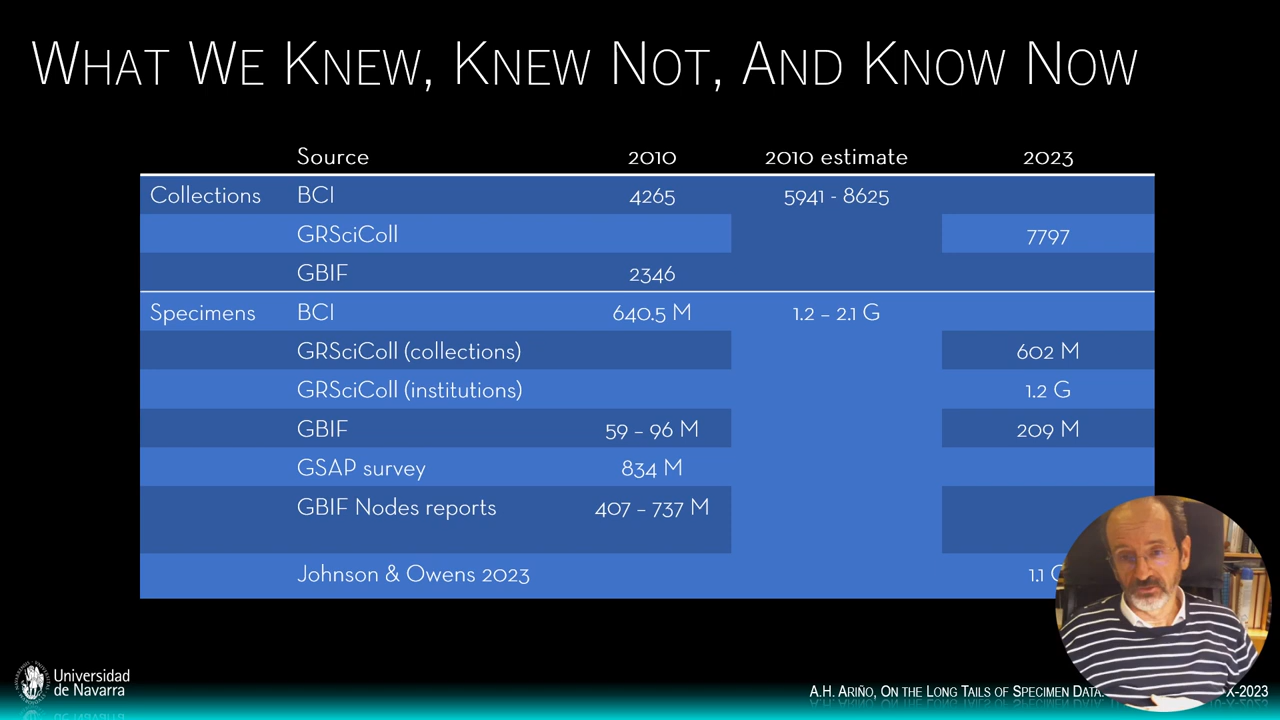 WHAT WE KNEW, KNEW NOT, AND KNOW NOW
Source 2010 2010 estimate 2023
Collections BCI 4265 5941 - 8625
GRSciColl 7797
GBIF 2346
Specimens BCI 640.5 M 1.2 – 2.1 G
GRSciColl (collections) 602 M
GRSciColl (institutions) 1.2 G
GBIF 59 – 96 M 209 M
GSAP survey 834 M
GBIF Nodes reports 407 – 737 M
Johnson & Owens 2023 1.1
Universidad
de Navarra
A.H. ARIÑO, ON THE LONG TAILS OF SPECIMEN DATA. X-2023